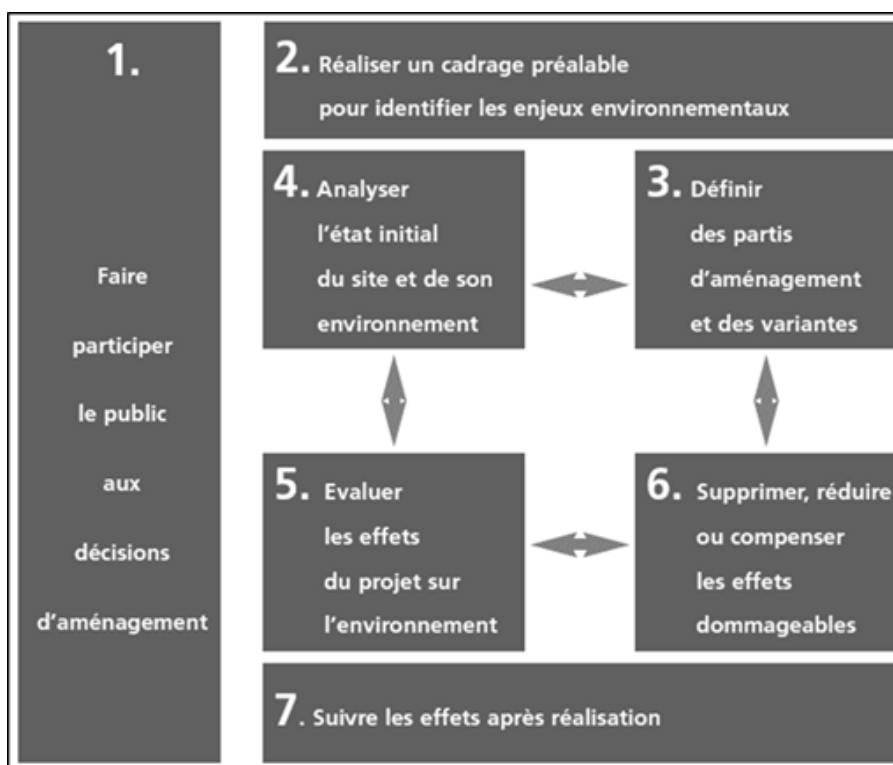 1.
Faire
participer
le public
aux
décisions
d'aménagement
2. Réaliser un cadrage préalable
pour identifier les enjeux environnementaux
4. Analyser
l'état initial
du site et de son
environnement
3. Définir
des partis
d'aménagement
et des variantes
5. Evaluer
les effets
du projet sur
l'environnement
6. Supprimer, réduire
ou compenser
les effets
dommageables
7. Suivre les effets après réalisation